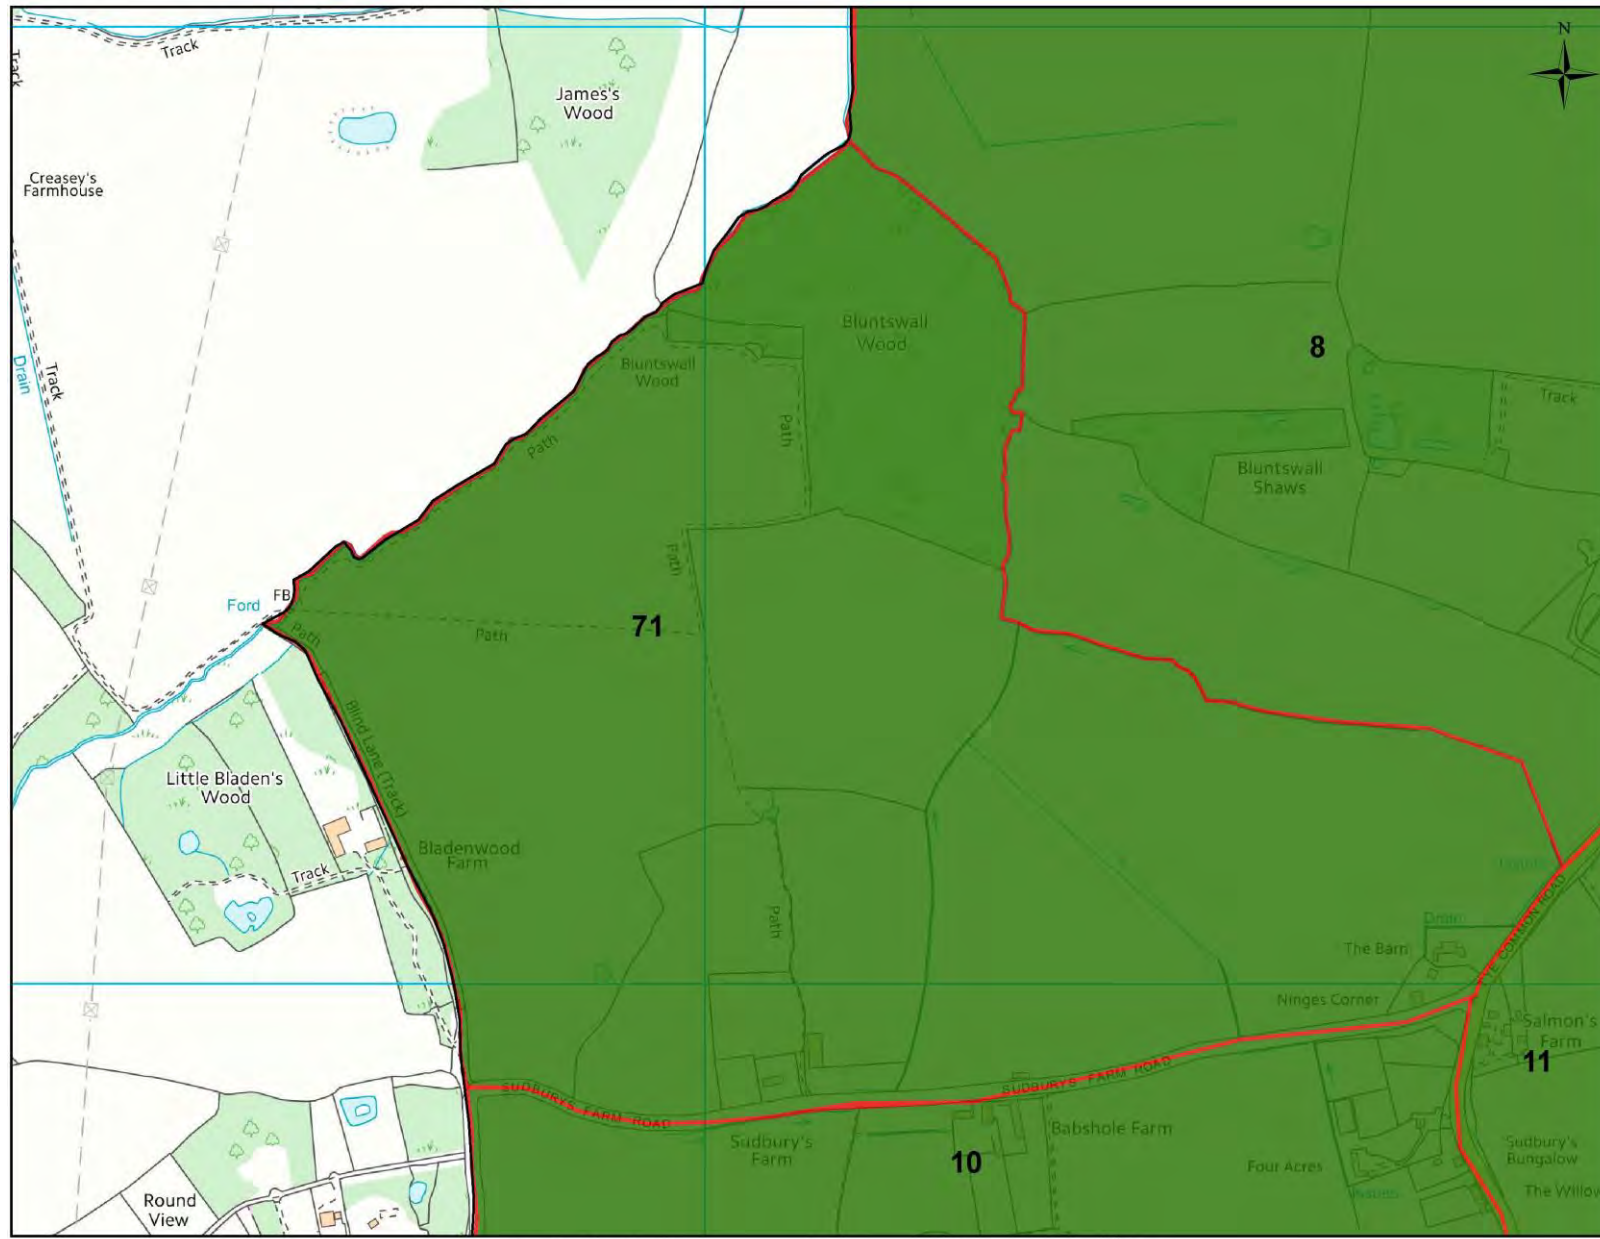 Track
Track
N
James's
Wood
Creasey's
Farmhouse
Bluntswall
Wood
Bluntswall
Wood
8
Drain
Track
Track
Path
Path
Bluntswall
Shaws
Path
FB
Ford
Path
Path
71
Blind Lane (Track)
Little Bladen's
Wood
Bladenwood
Farm
Track
Path
Drain
The Barn
Ninges Corner
Salmon's
Farm
11
SUDBURYS FARM ROAD
SUDBURYS FARM ROAD
Sudbury's
Farm
Babshole Farm
10
Four Acres
Sudbury's
Bungalow
Round
View